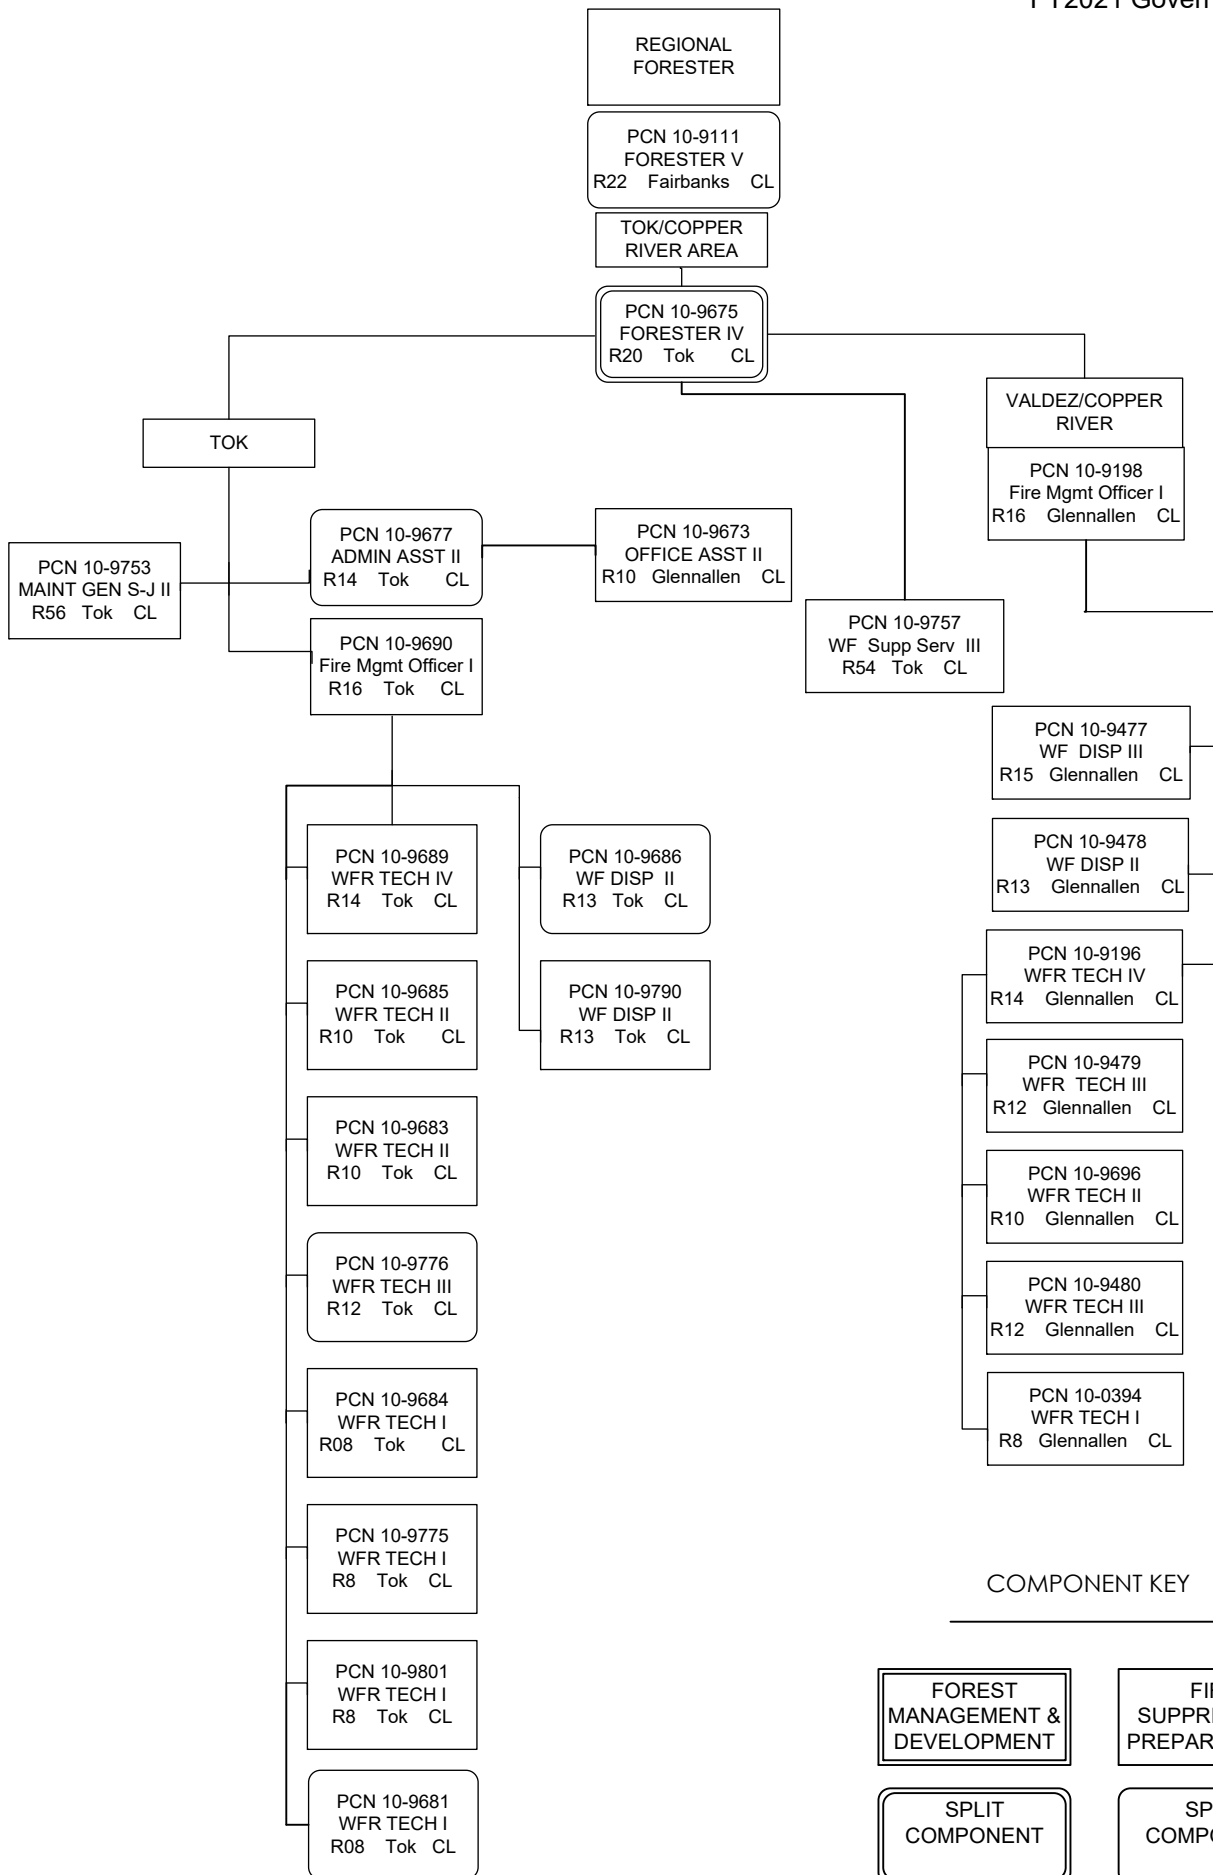 REGIONAL
FORESTER
PCN 10-9111
FORESTER V
R22 Fairbanks CL
TOK/COPPER
RIVER AREA
PCN 10-9675
FORESTER IV
R20 Tok CL
TOK
VALDEZ/COPPER
RIVER
PCN 10-9198
Fire Mgmt Officer I
R16 Glennallen CL
PCN 10-9753
MAINT GEN S-J II
R56 Tok CL
PCN 10-9677
ADMIN ASST II
R14 Tok CL
PCN 10-9673
OFFICE ASST II
R10 Glennallen CL
PCN 10-9690
Fire Mgmt Officer I
R16 Tok CL
PCN 10-9757
WF Supp Serv III
R54 Tok CL
PCN 10-9689
WFR TECH IV
R14 Tok CL
PCN 10-9686
WF DISP II
R13 Tok CL
PCN 10-9685
WFR TECH II
R10 Tok CL
PCN 10-9790
WF DISP II
R13 Tok CL
PCN 10-9683
WFR TECH II
R10 Tok CL
PCN 10-9776
WFR TECH III
R12 Tok CL
PCN 10-9684
WFR TECH I
R08 Tok CL
PCN 10-9775
WFR TECH I
R8 Tok CL
PCN 10-9801
WFR TECH I
R8 Tok CL
PCN 10-9681
WFR TECH I
R08 Tok CL
PCN 10-9477
WF DISP III
R15 Glennallen CL
PCN 10-9478
WF DISP II
R13 Glennallen CL
PCN 10-9196
WFR TECH IV
R14 Glennallen CL
PCN 10-9479
WFR TECH III
R12 Glennallen CL
PCN 10-9696
WFR TECH II
R10 Glennallen CL
PCN 10-9480
WFR TECH III
R12 Glennallen CL
PCN 10-0394
WFR TECH I
R8 Glennallen CL
COMPONENT KEY
FOREST
MANAGEMENT &
DEVELOPMENT
SPLIT
COMPONENT